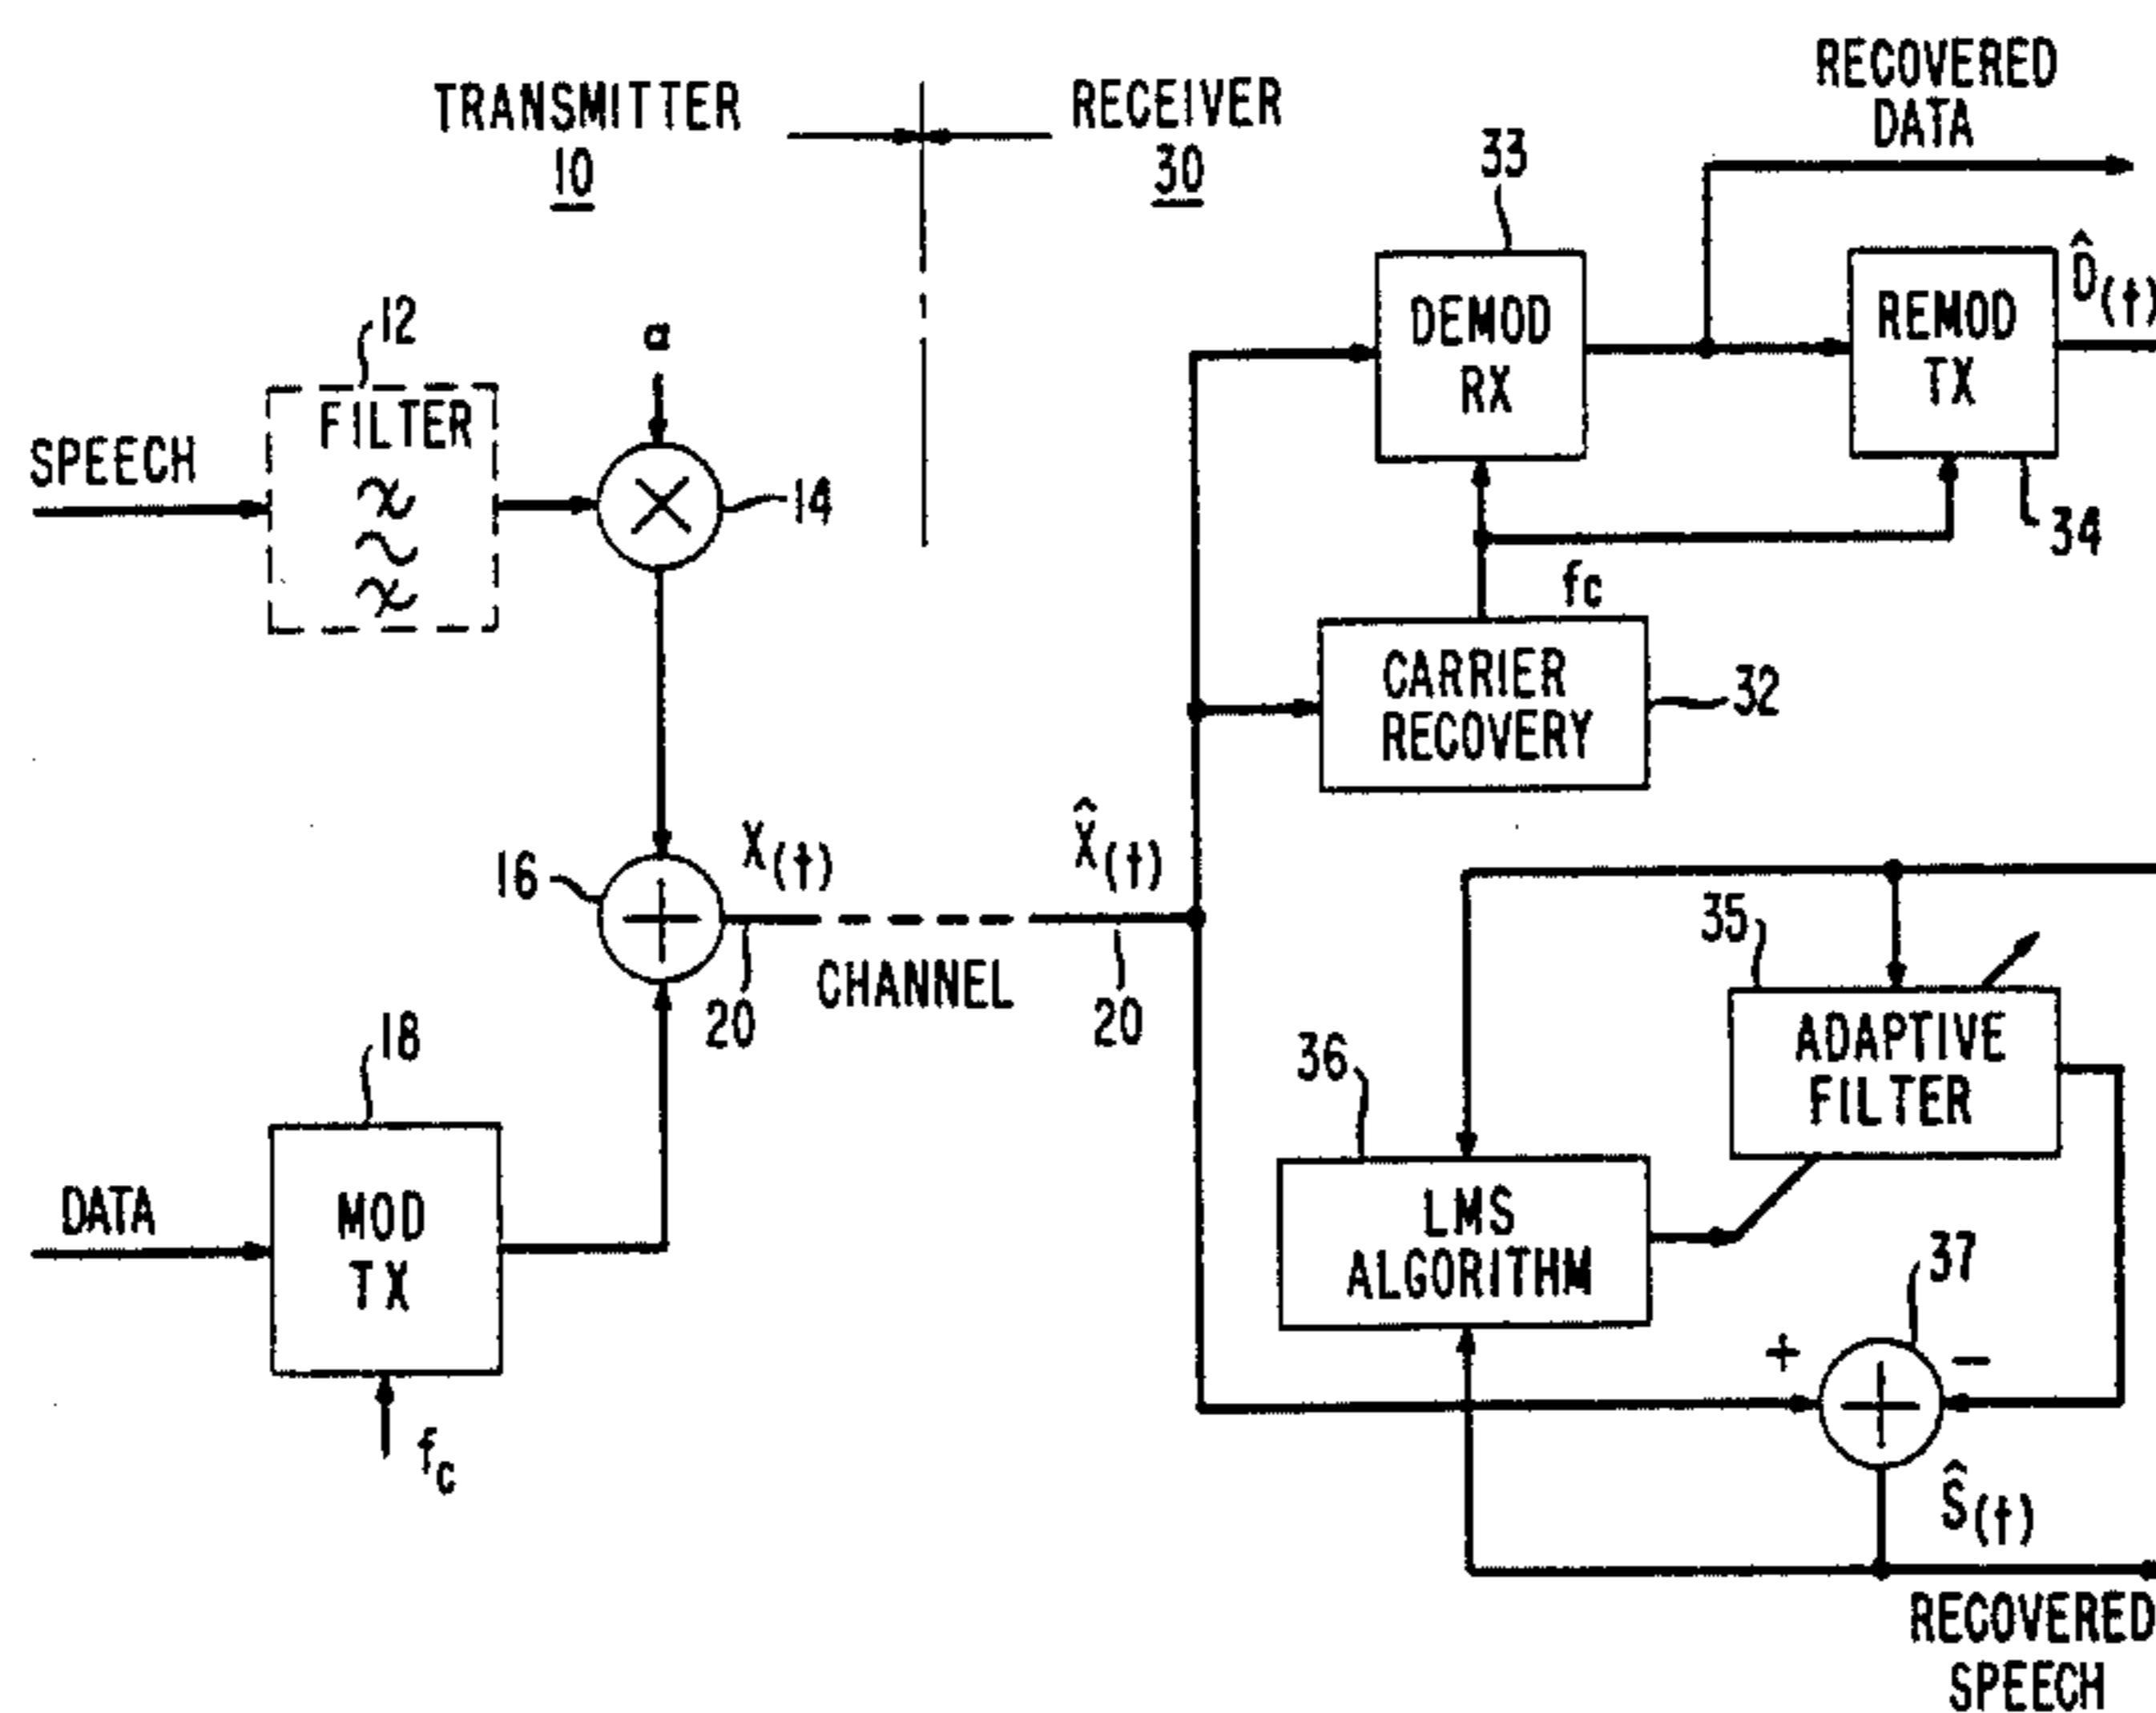 TRANSMITTER
10
RECEIVER
30
RECOVERED
DATA
33
DEMOD
RX
REMOD
TX
D̂(t)
34
12
FILTER
SPEECH
α
14
fc
CARRIER
RECOVERY
32
16
X(t)
X̂(t)
20
CHANNEL
20
18
DATA
MOD
TX
fc
35
ADAPTIVE
FILTER
36
LMS
ALGORITHM
37
+
−
Ŝ(t)
RECOVERED
SPEECH